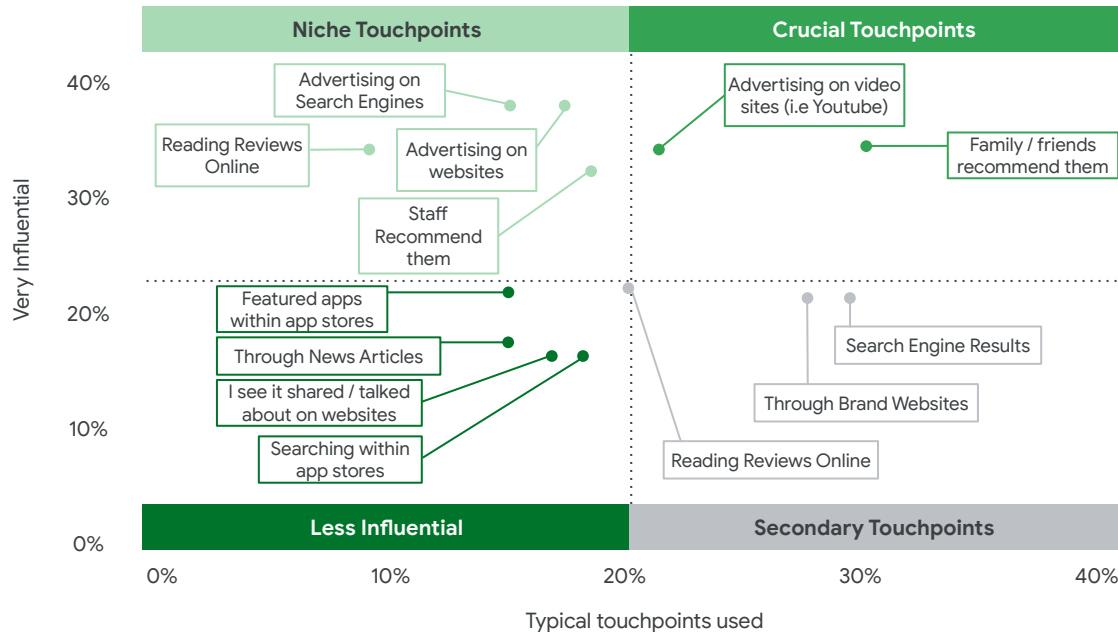 Niche Touchpoints
Crucial Touchpoints
Very Influential
40%
30%
20%
10%
0%
Advertising on
Search Engines
Reading Reviews
Online
Advertising on
websites
Staff
Recommend
them
Advertising on video
sites (i.e Youtube)
Family / friends
recommend them
Featured apps
within app stores
Through News Articles
I see it shared / talked
about on websites
Searching within
app stores
Search Engine Results
Through Brand Websites
Reading Reviews Online
Less Influential
Secondary Touchpoints
0%
10%
20%
30%
40%
Typical touchpoints used